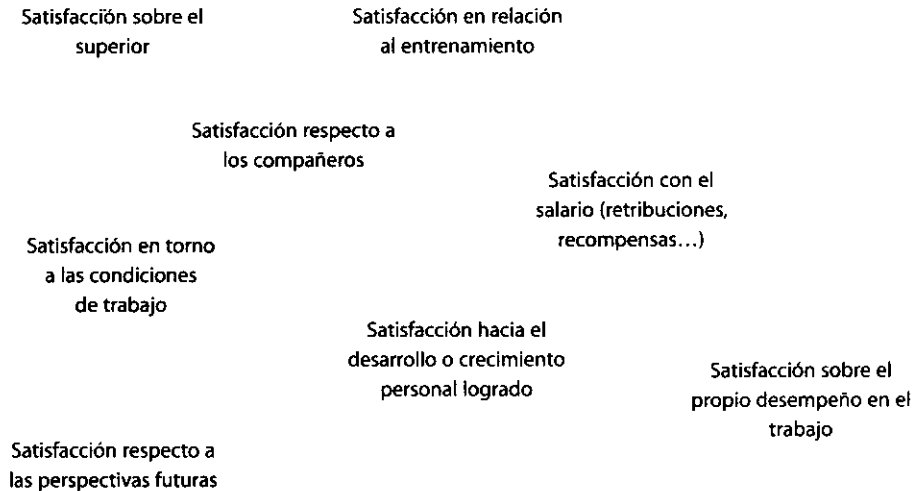 Satisfacción sobre el
superior
Satisfacción en relación
al entrenamiento
Satisfacción respecto a
los compañeros
Satisfacción con el
salario (retribuciones,
recompensas...)
Satisfacción en torno
a las condiciones
de trabajo
Satisfacción hacia el
desarrollo o crecimiento
personal logrado
Satisfacción sobre el
propio desempeño en el
trabajo
Satisfacción respecto a
las perspectivas futuras